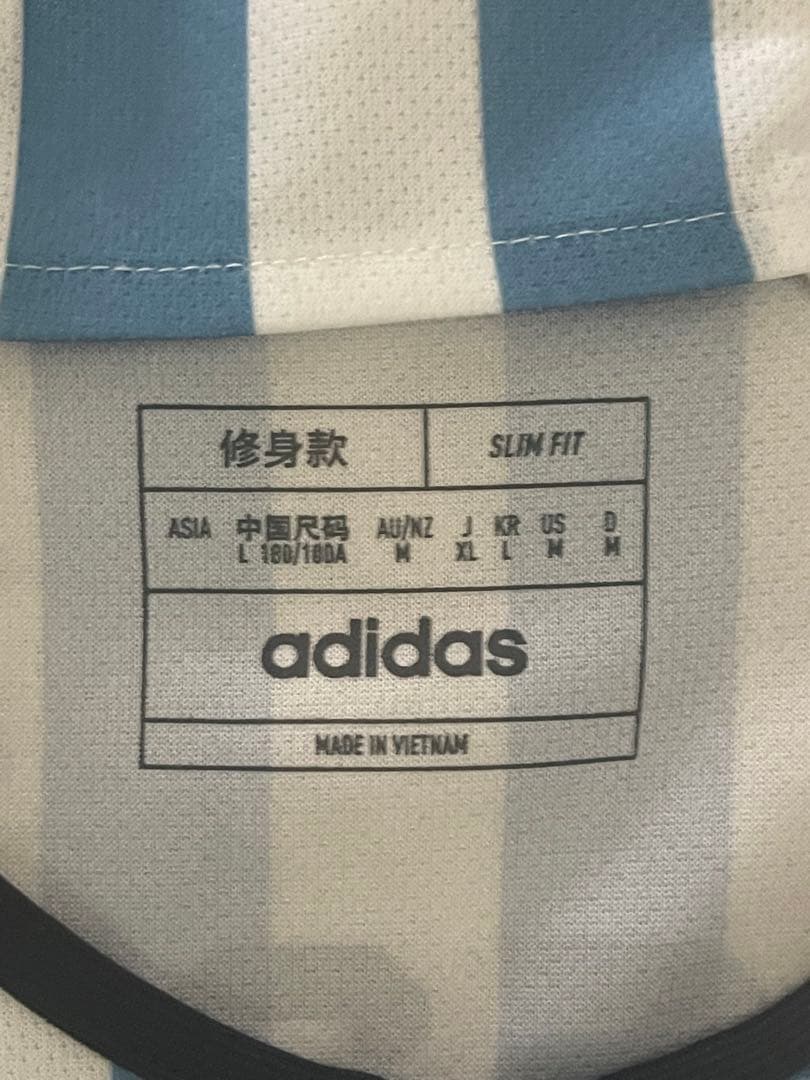 修身款 SLIM FIT
ASIA 中国尺码 AU/NZ J KR US D
L 180/100A M XL L M M
adidas
MADE IN VIETNAM